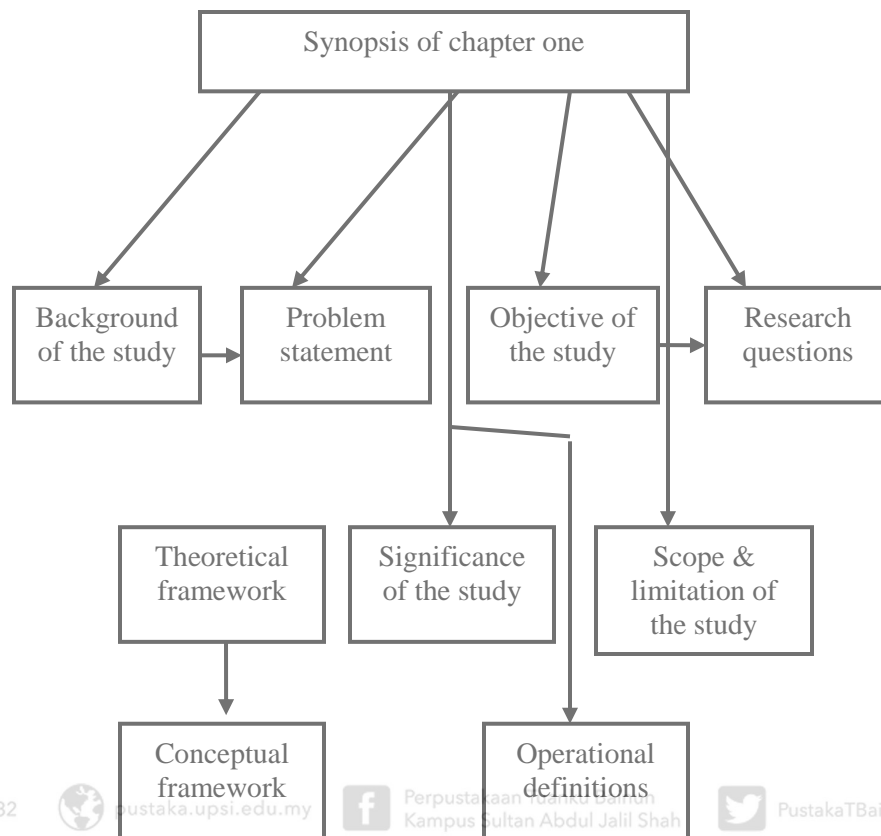 Synopsis of chapter one
Background
of the study
Problem
statement
Objective of
the study
Research
questions
Theoretical
framework
Significance
of the study
Scope &
limitation of
the study
Conceptual
framework
Operational
definitions
32
pustaka.upsi.edu.my
Perpustakaan Tuanku Bainun
Kampus Sultan Abdul Jalil Shah
PustakaTBai